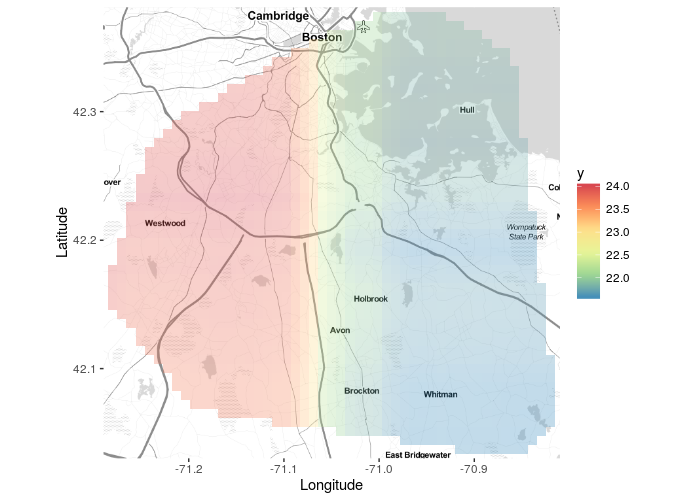 Cambridge
Boston
Hull
over
Col
N
Westwood
Wompatuck
State Park
Holbrook
Avon
Brockton
Whitman
East Bridgewater
42.3
42.2
42.1
Latitude
-71.2
-71.1
-71.0
-70.9
Longitude
y
24.0
23.5
23.0
22.5
22.0